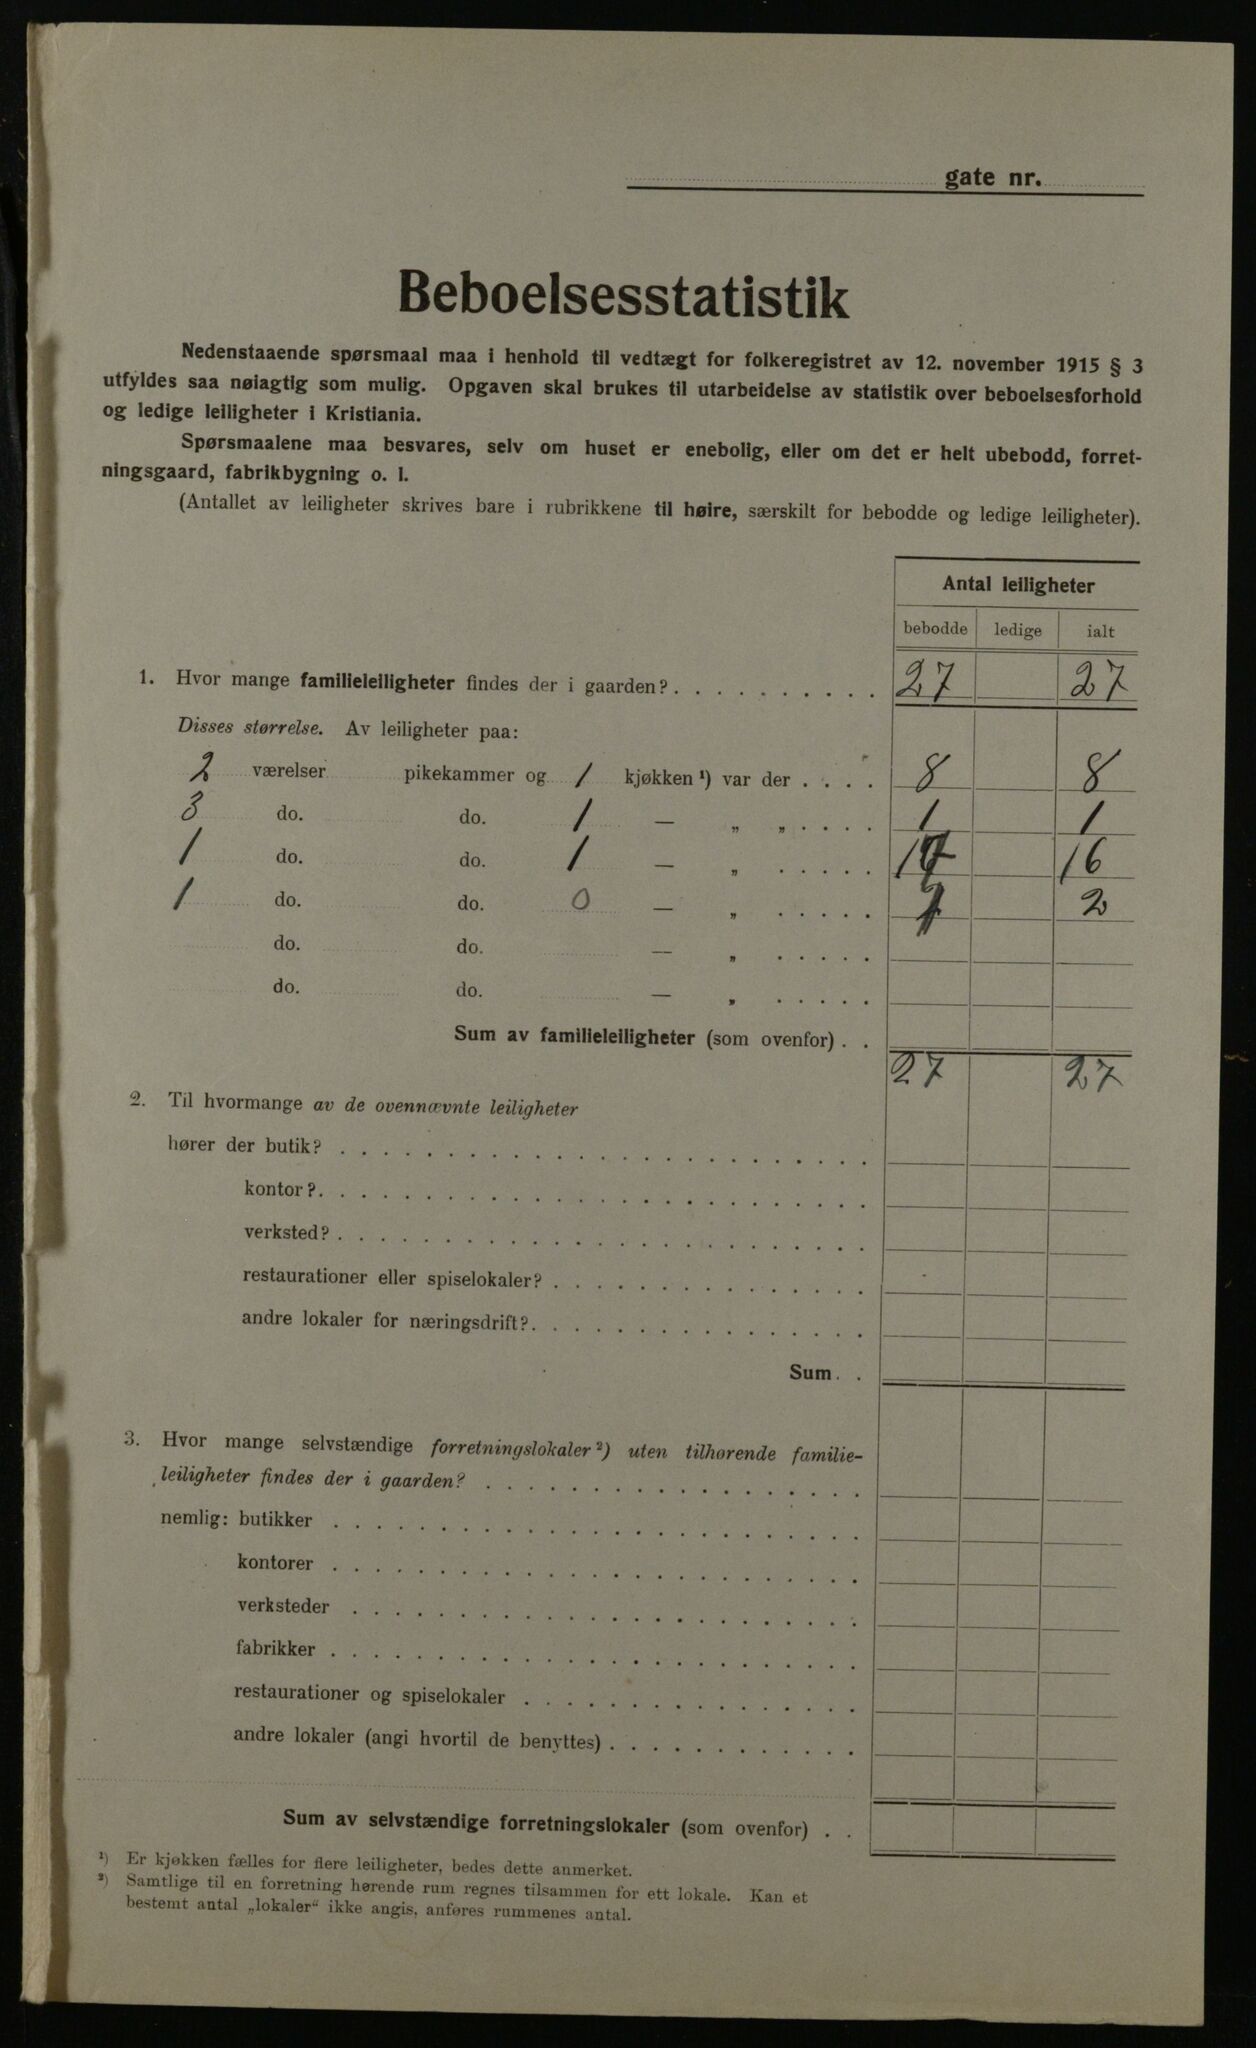 gate nr.
Beboelsesstatistik
Nedenstaaende spørsmaal maa i henhold til vedtægt for folkeregistret av 12. november 1915 § 3
utfyldes saa nøiagtig som mulig. Opgaven skal brukes til utarbeidelse av statistik over beboelsesforhold
og ledige leiligheter i Kristiania.
Spørsmaalene maa besvares, selv om huset er enebolig, eller om det er helt ubebodd, forret-
ningsgaard, fabrikbygning o. l.
(Antallet av leiligheter skrives bare i rubrikkene til høire, særskilt for bebodde og ledige leiligheter).
Antal leiligheter
bebodde ledige ialt
1. Hvor mange familieleiligheter findes der i gaarden? . . . . . . . . . . 27 27
Disses størrelse. Av leiligheter paa:
2 værelser pikekammer og 1 kjøkken ¹) var der . . . . 8 8
3 do. do. 1 — „ „ . . . . 1 1
1 do. do. 1 — „ . . . . . 16
1 do. do. 0 — „ . . . . . 2
do. do. — „ . . . . .
do. do. — „ . . . . .
Sum av familieleiligheter (som ovenfor) . . 27 27
2. Til hvormange av de ovennævnte leiligheter
hører der butik? . . . . . . . . . . . . . . . . . . . . . . . . .
kontor? . . . . . . . . . . . . . . . . . . . . . . . . . .
verksted? . . . . . . . . . . . . . . . . . . . . . . . . .
restaurationer eller spiselokaler? . . . . . . . . . . . . . . .
andre lokaler for næringsdrift? . . . . . . . . . . . . . . . .
Sum . .
3. Hvor mange selvstændige forretningslokaler ²) uten tilhørende familie-
leiligheter findes der i gaarden? . . . . . . . . . . . . . . . . . .
nemlig: butikker . . . . . . . . . . . . . . . . . . . . . . . . .
kontorer . . . . . . . . . . . . . . . . . . . . . . . . .
verksteder . . . . . . . . . . . . . . . . . . . . . . . .
fabrikker . . . . . . . . . . . . . . . . . . . . . . . . .
restaurationer og spiselokaler . . . . . . . . . . . . . . . .
andre lokaler (angi hvortil de benyttes) . . . . . . . . . . . .
Sum av selvstændige forretningslokaler (som ovenfor) . .
¹) Er kjøkken fælles for flere leiligheter, bedes dette anmerket.
²) Samtlige til en forretning hørende rum regnes tilsammen for ett lokale. Kan et
bestemt antal „lokaler“ ikke angis, anføres rummenes antal.